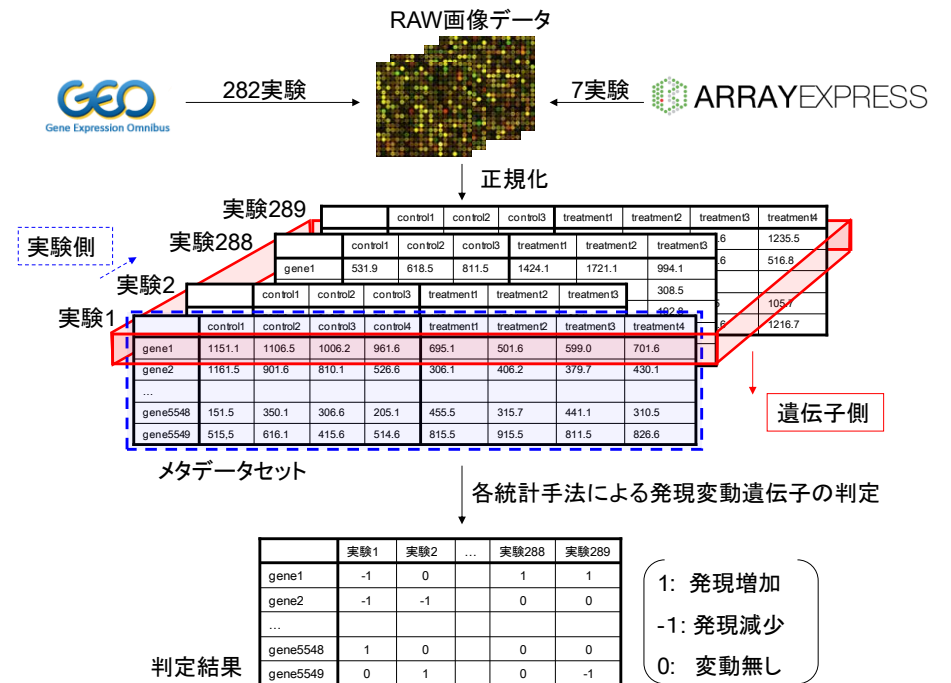 RAW画像データ
GEO
Gene Expression Omnibus
282実験
7実験
ARRAYEXPRESS
正規化
実験289
control1 control2 control3 treatment1 treatment2 treatment3 treatment4
.6 1235.5
.6 516.8
105.7
.6 1216.7
実験288
control1 control2 control3 treatment1 treatment2 treatment3
gene1 531.9 618.5 811.5 1424.1 1721.1 994.1
308.5
実験側
実験2
control1 control2 control3 treatment1 treatment2 treatment3
実験1
control1 control2 control3 control4 treatment1 treatment2 treatment3 treatment4
gene1 1151.1 1106.5 1006.2 961.6 695.1 501.6 599.0 701.6
gene2 1161.5 901.6 810.1 526.6 306.1 406.2 379.7 430.1
…
gene5548 151.5 350.1 306.6 205.1 455.5 315.7 441.1 310.5
gene5549 515,5 616.1 415.6 514.6 815.5 915.5 811.5 826.6
遺伝子側
メタデータセット
各統計手法による発現変動遺伝子の判定
実験1 実験2 … 実験288 実験289
gene1 -1 0 1 1
gene2 -1 -1 0 0
…
gene5548 1 0 0 0
gene5549 0 1 0 -1
判定結果
1: 発現増加
-1: 発現減少
0: 変動無し